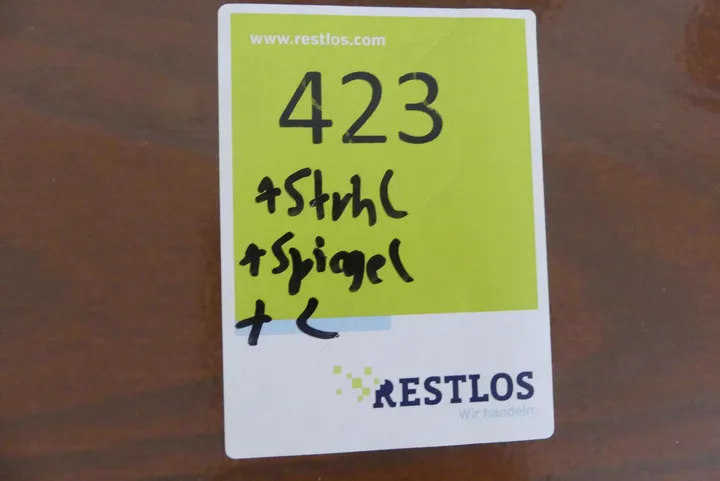 www.restlos.com
423
+Stuhl
+Spiegel
+
RESTLOS
Wir handeln